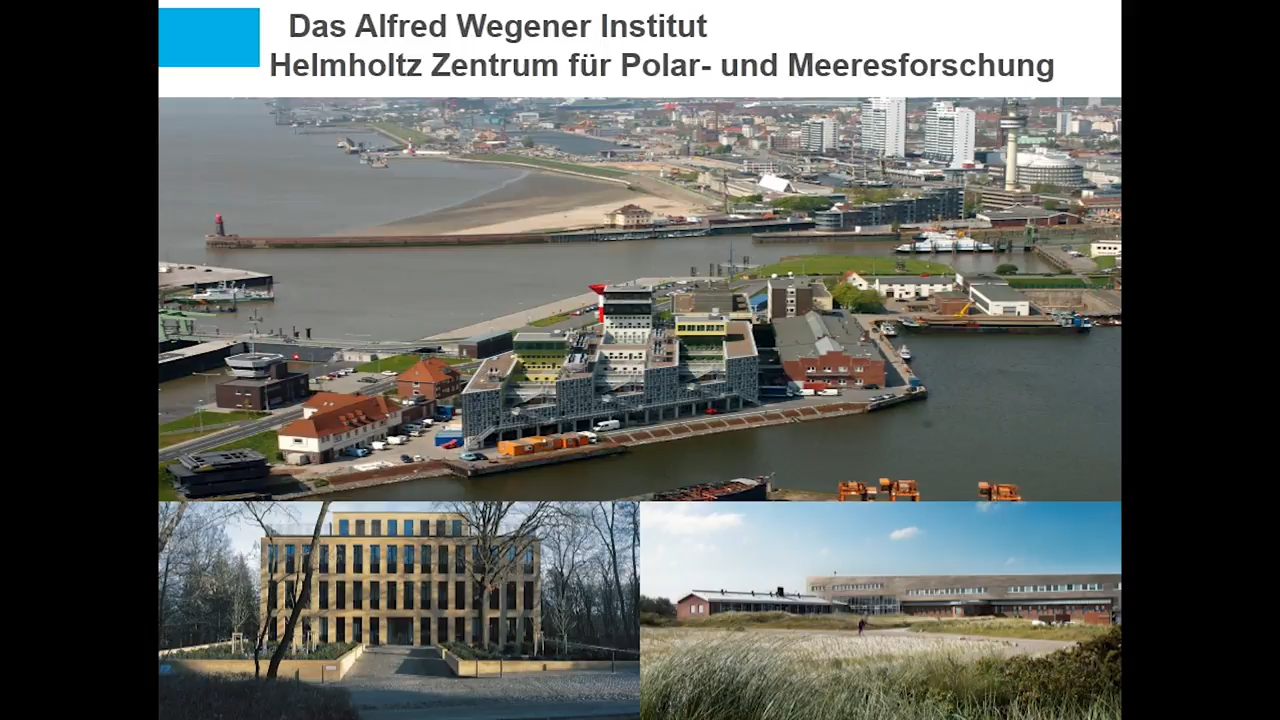 Das Alfred Wegener Institut
Helmholtz Zentrum für Polar- und Meeresforschung